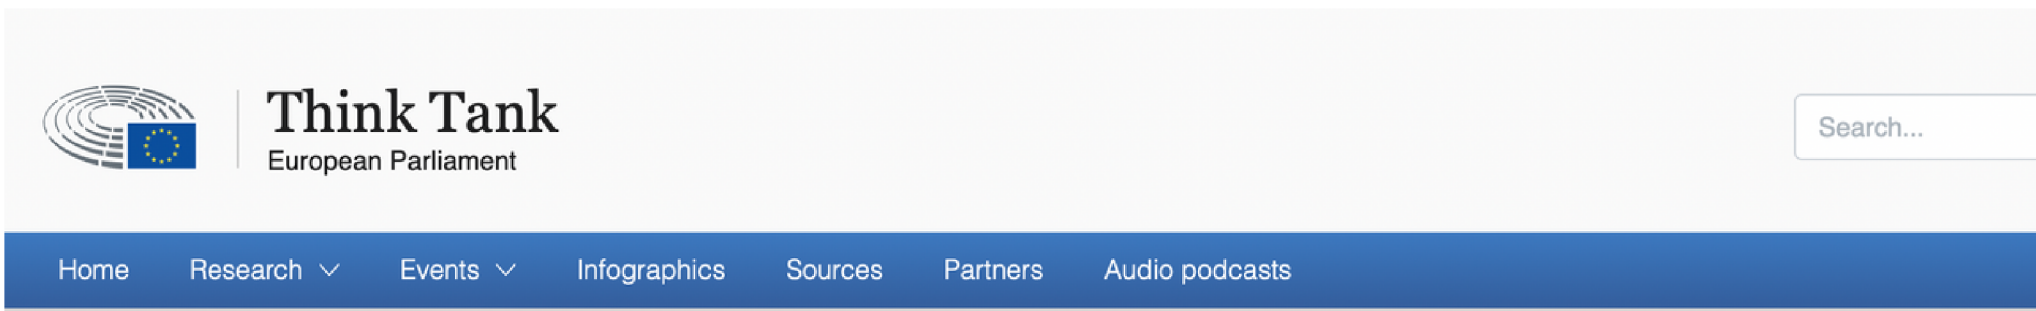 Think Tank
European Parliament
Search...
Home Research Events Infographics Sources Partners Audio podcasts